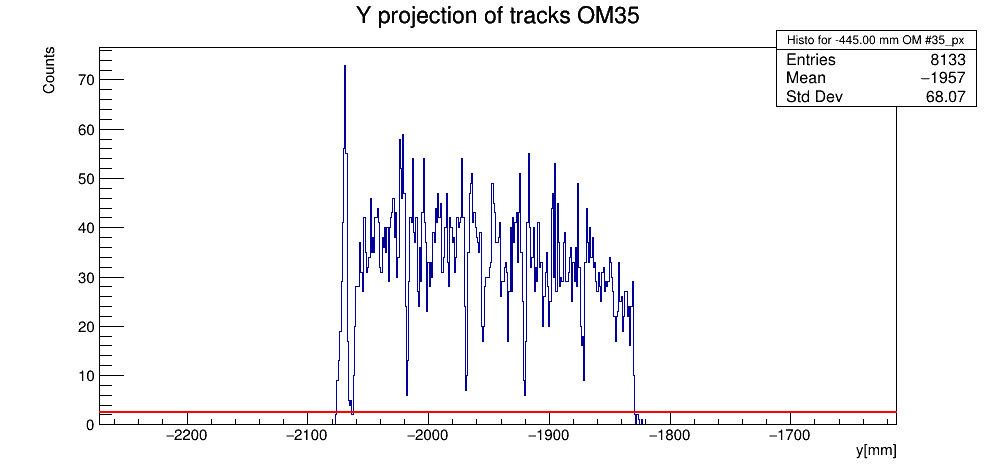 Y projection of tracks OM35
Histo for -445.00 mm OM #35_px
Entries 8133
Mean −1957
Std Dev 68.07
Counts
70
60
50
40
30
20
10
0
−2200 −2100 −2000 −1900 −1800 −1700
y[mm]